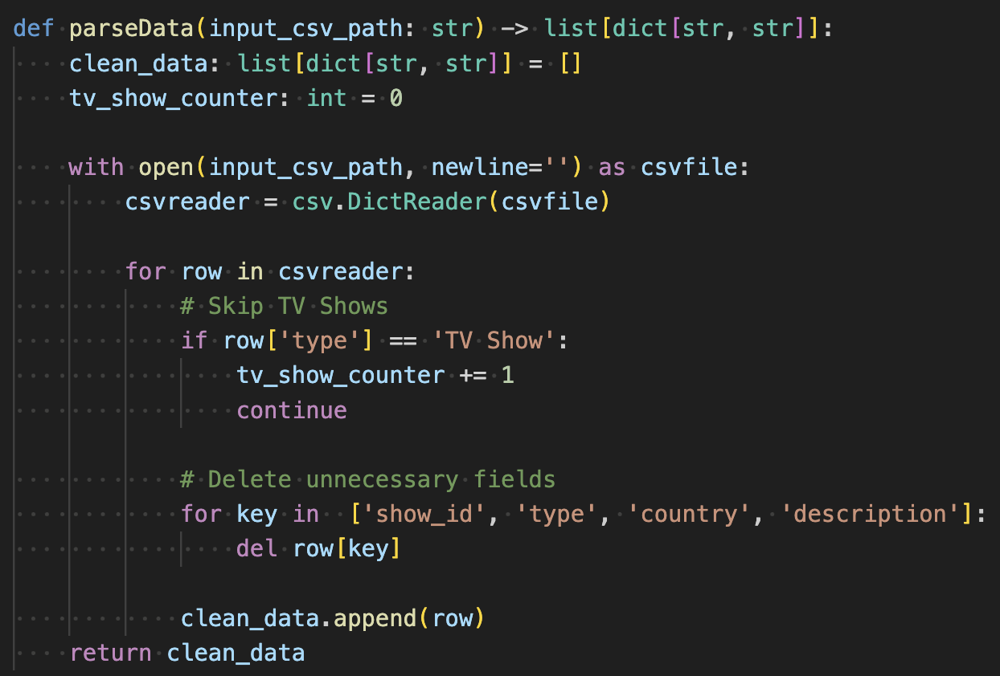 def parseData(input_csv_path: str) -> list[dict[str, str]]:
    clean_data: list[dict[str, str]] = []
    tv_show_counter: int = 0

    with open(input_csv_path, newline='') as csvfile:
        csvreader = csv.DictReader(csvfile)

        for row in csvreader:
            # Skip TV Shows
            if row['type'] == 'TV Show':
                tv_show_counter += 1
                continue

            # Delete unnecessary fields
            for key in  ['show_id', 'type', 'country', 'description']:
                del row[key]

            clean_data.append(row)
    return clean_data